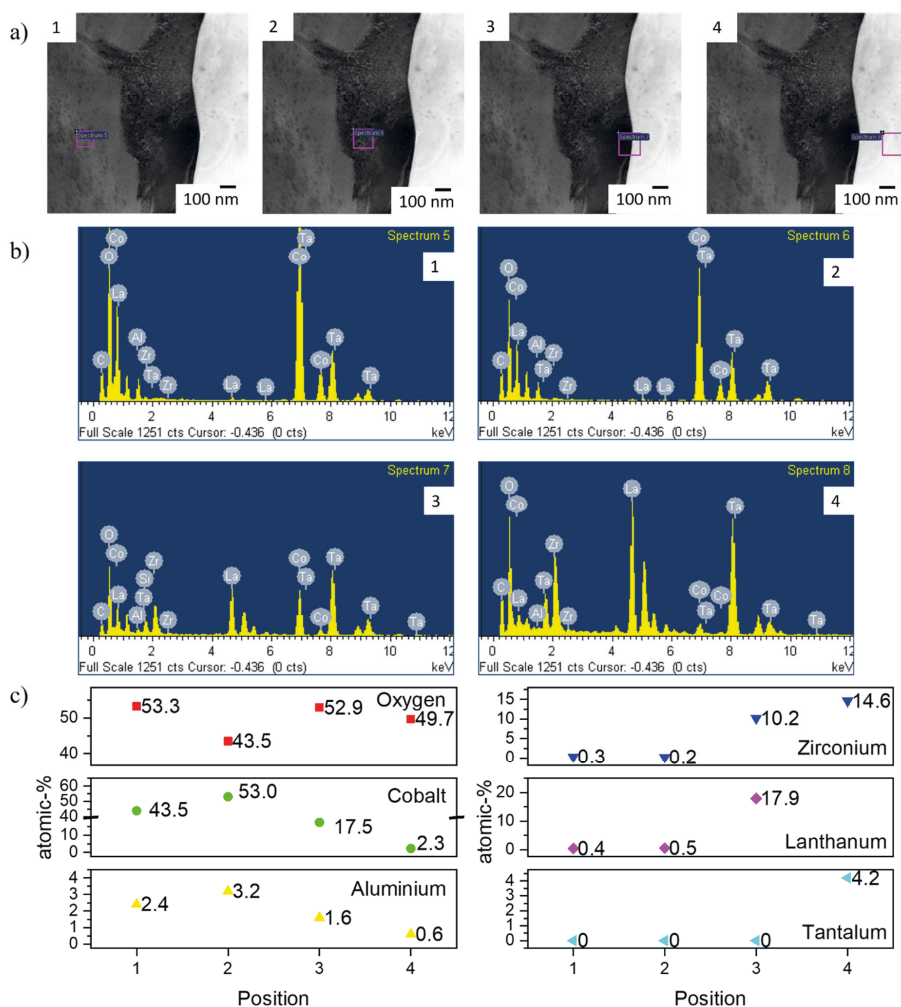 a)
1
2
3
4
Spectrum 5
100 nm
100 nm
100 nm
100 nm
b)
Spectrum 5
1
Co
Ta
O
Co
La
Al
Zr
C
Ta
Zr
La
La
Co
Ta
Ta
0 2 4 6 8 10 12
Full Scale 1251 cts Cursor: -0.436 (0 cts) keV
Spectrum 6
2
Co
O
Ta
Co
La
Al
Zr
Ta
C
Ta
Zr
La
La
Co
Ta
0 2 4 6 8 10 12
Full Scale 1251 cts Cursor: -0.436 (0 cts) keV
Spectrum 7
3
O
Co
Zr
Co
Ta
Si
Ta
La
Ta
C
Al
Zr
La
Co
Ta
Ta
0 2 4 6 8 10 12
Full Scale 1251 cts Cursor: -0.436 (0 cts) keV
Spectrum 8
4
O
La
Co
Ta
Zr
Ta
C
La
Al
Zr
Co
Co
Ta
Ta
Ta
0 2 4 6 8 10 12
Full Scale 1251 cts Cursor: -0.436 (0 cts) keV
c)
atomic-%
Oxygen
50
40
53.3
43.5
52.9
49.7
Cobalt
60
50
40
10
0
43.5
53.0
17.5
2.3
Aluminium
4
3
2
1
0
2.4
3.2
1.6
0.6
1 2 3 4
Position
atomic-%
Zirconium
15
10
5
0
0.3
0.2
10.2
14.6
Lanthanum
20
10
0
0.4
0.5
17.9
Tantalum
4
3
2
1
0
0
0
0
4.2
1 2 3 4
Position